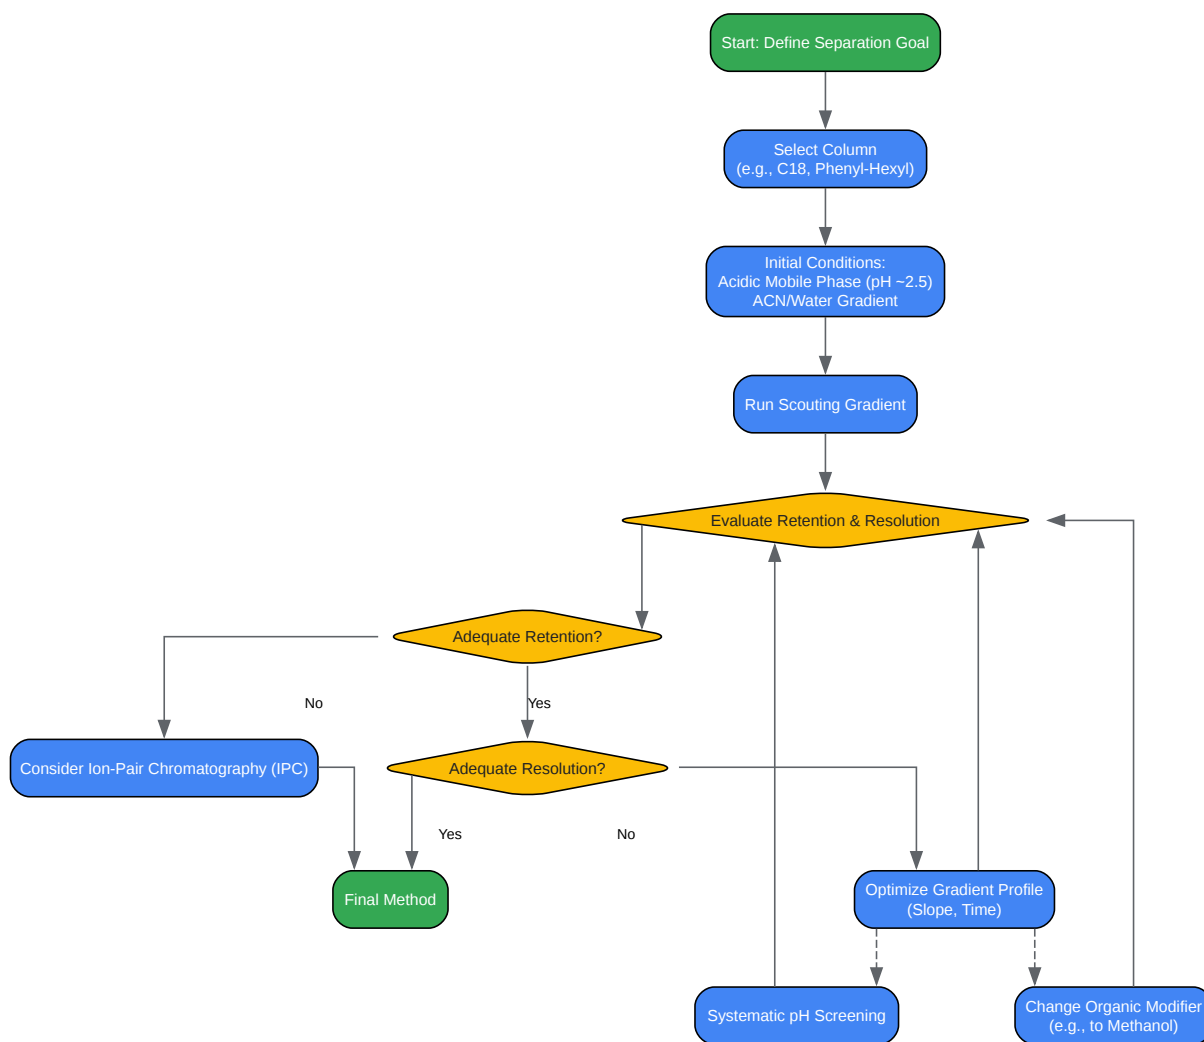 Start: Define Separation Goal
Select Column
(e.g., C18, Phenyl-Hexyl)
Initial Conditions:
Acidic Mobile Phase (pH ~2.5)
ACN/Water Gradient
Run Scouting Gradient
Evaluate Retention & Resolution
Adequate Retention?
No
Yes
Consider Ion-Pair Chromatography (IPC)
Adequate Resolution?
Yes
No
Final Method
Optimize Gradient Profile
(Slope, Time)
Systematic pH Screening
Change Organic Modifier
(e.g., to Methanol)